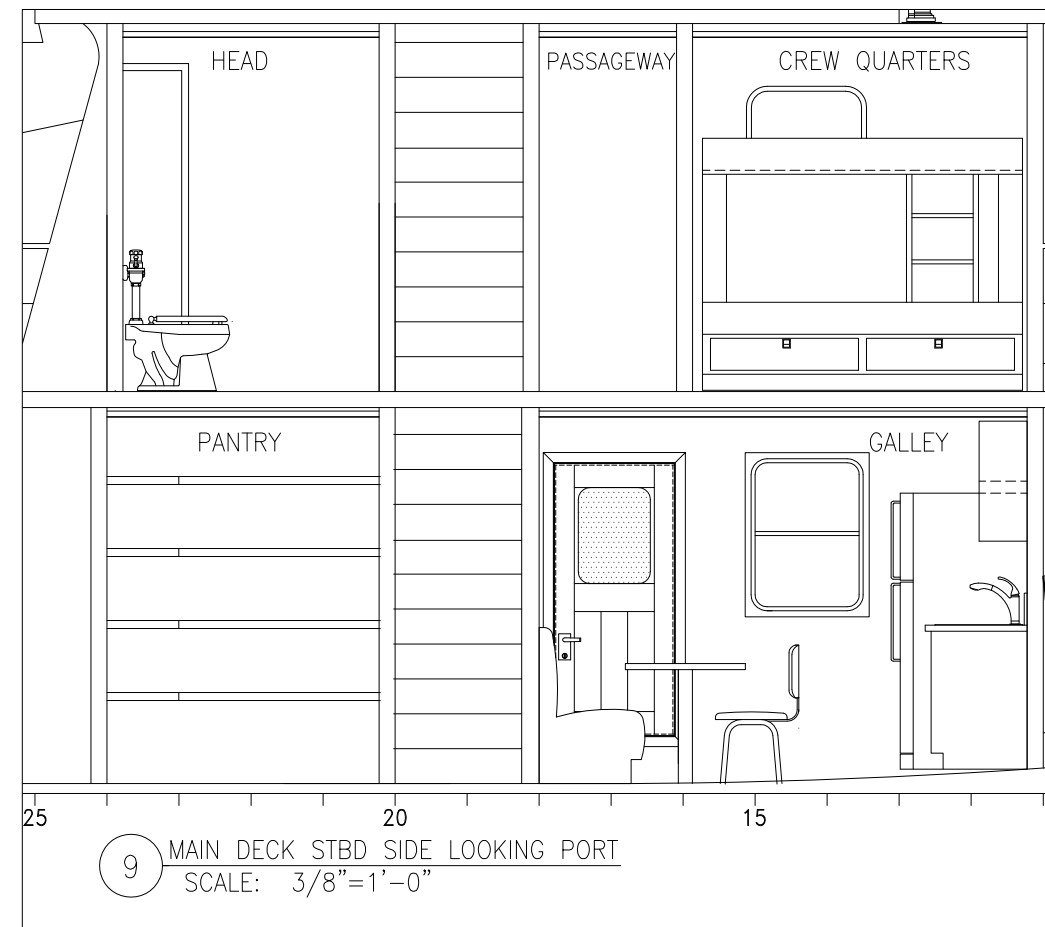 HEAD
PASSAGEWAY
CREW QUARTERS
PANTRY
GALLEY
25
20
15
9
MAIN DECK STBD SIDE LOOKING PORT
SCALE: 3/8"=1'-0"